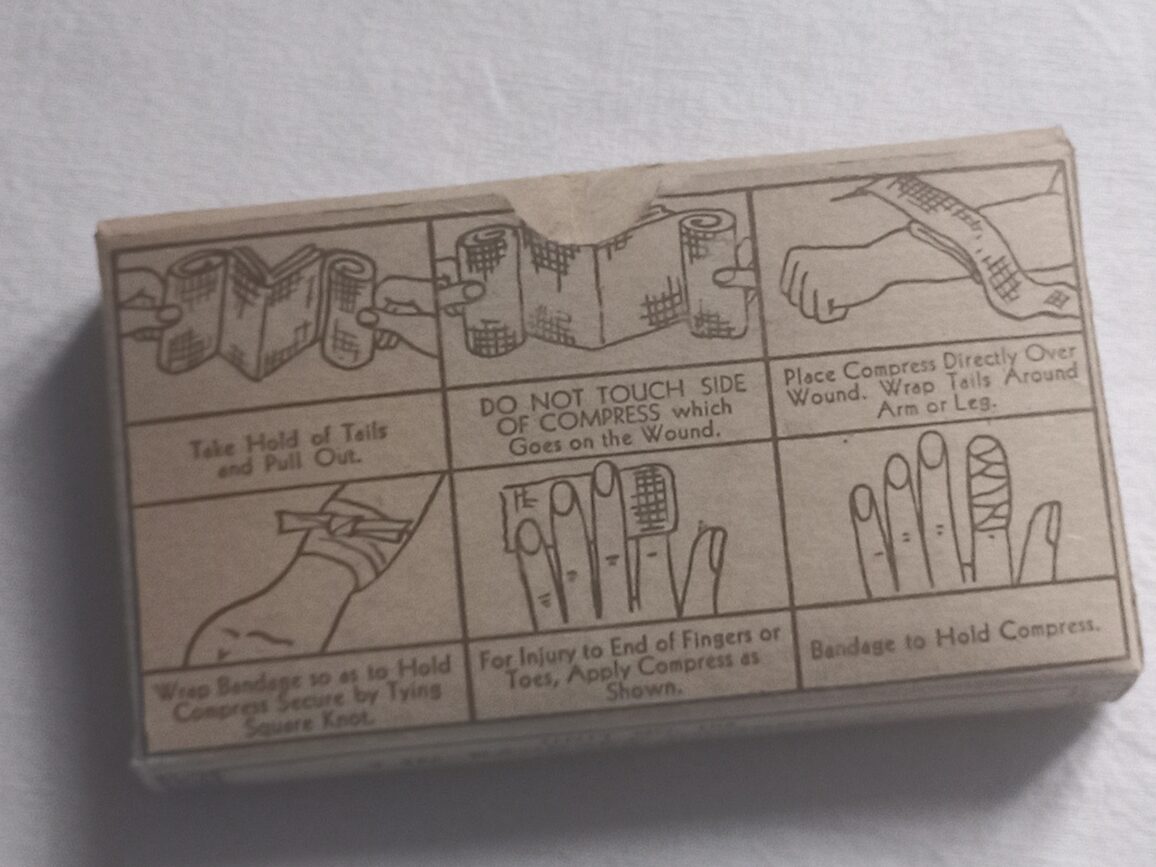 Take Hold of Tails
and Pull Out.
DO NOT TOUCH SIDE
OF COMPRESS which
Goes on the Wound.
Place Compress Directly Over
Wound. Wrap Tails Around
Arm or Leg.
Wrap Bandage so as to Hold
Compress Secure by Tying
Square Knot.
For Injury to End of Fingers or
Toes, Apply Compress as
Shown.
Bandage to Hold Compress.